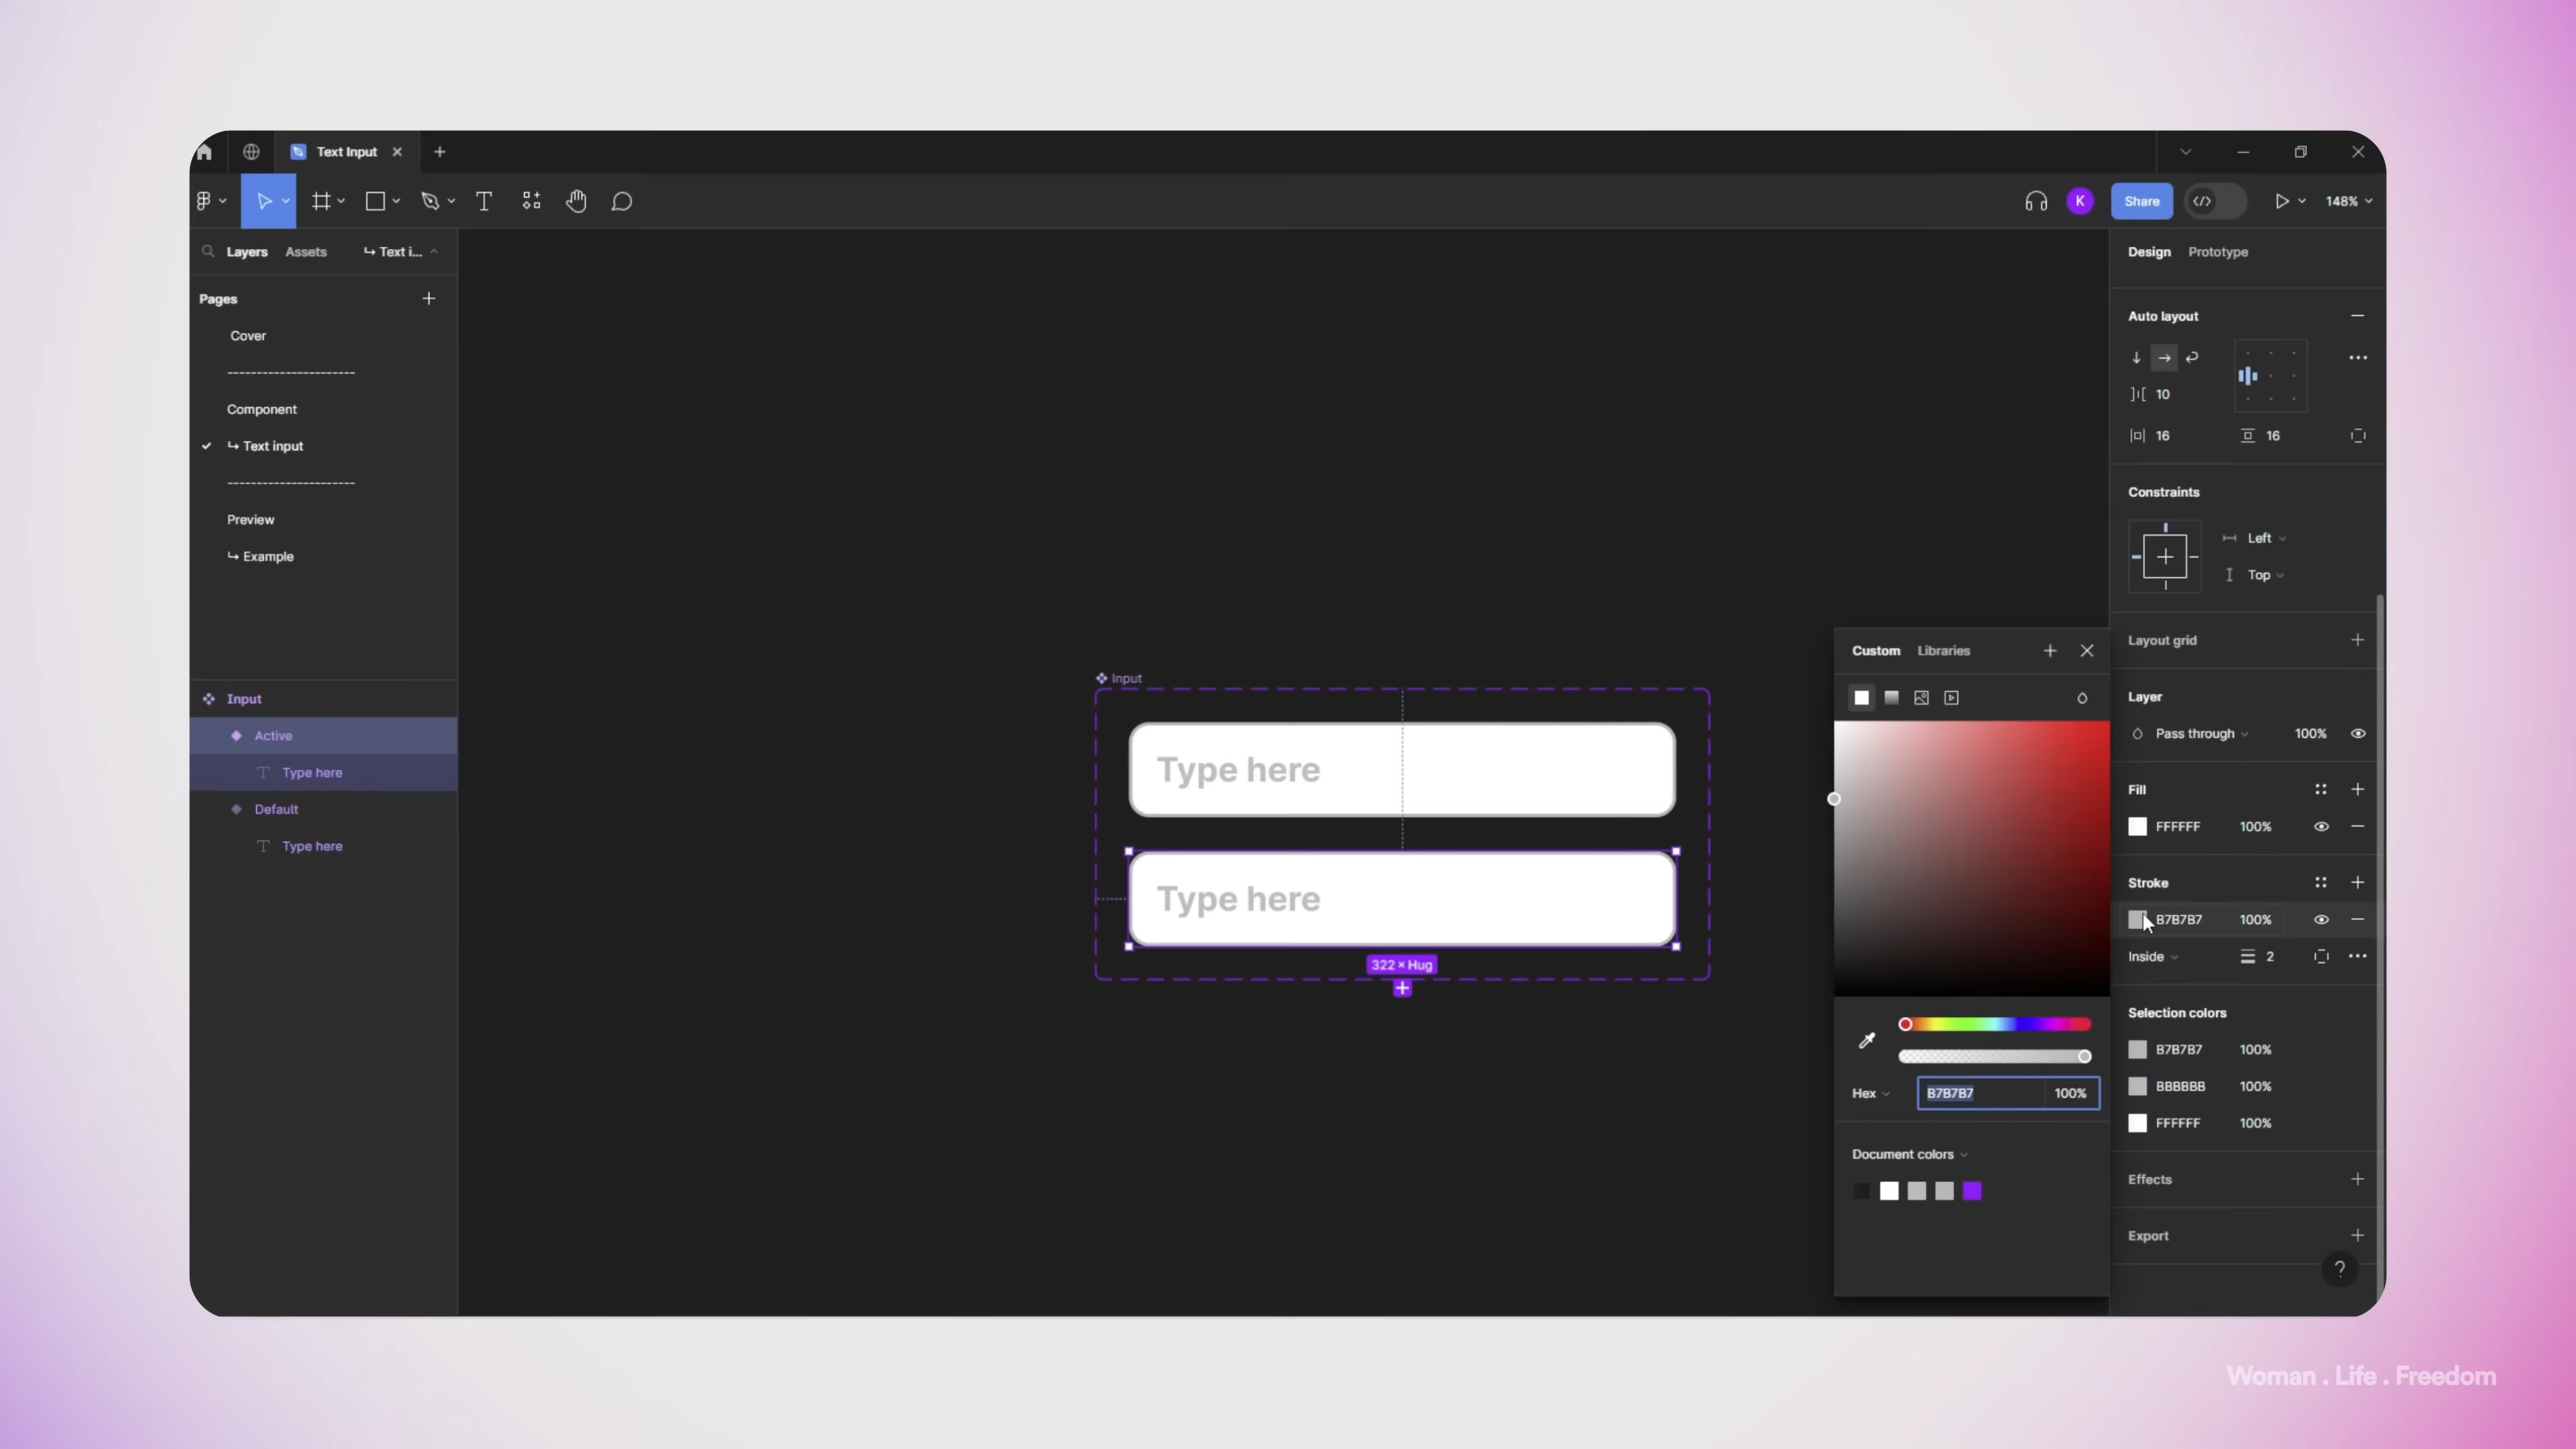 Text Input
Share
K
148%
Layers Assets ↳ Text i...
Pages
Cover
-----------------------
Component
↳ Text input
-----------------------
Preview
↳ Example
Input
Active
Type here
Default
Type here
Input
Type here
Type here
322 × Hug
Custom Libraries
Hex B7B7B7 100%
Document colors
Design Prototype
Auto layout
10
16 16
Constraints
Left
Top
Layout grid
Layer
Pass through 100%
Fill
FFFFFF 100%
Stroke
B7B7B7 100%
Inside 2
Selection colors
B7B7B7 100%
BBBBBB 100%
FFFFFF 100%
Effects
Export
?
Woman . Life . Freedom